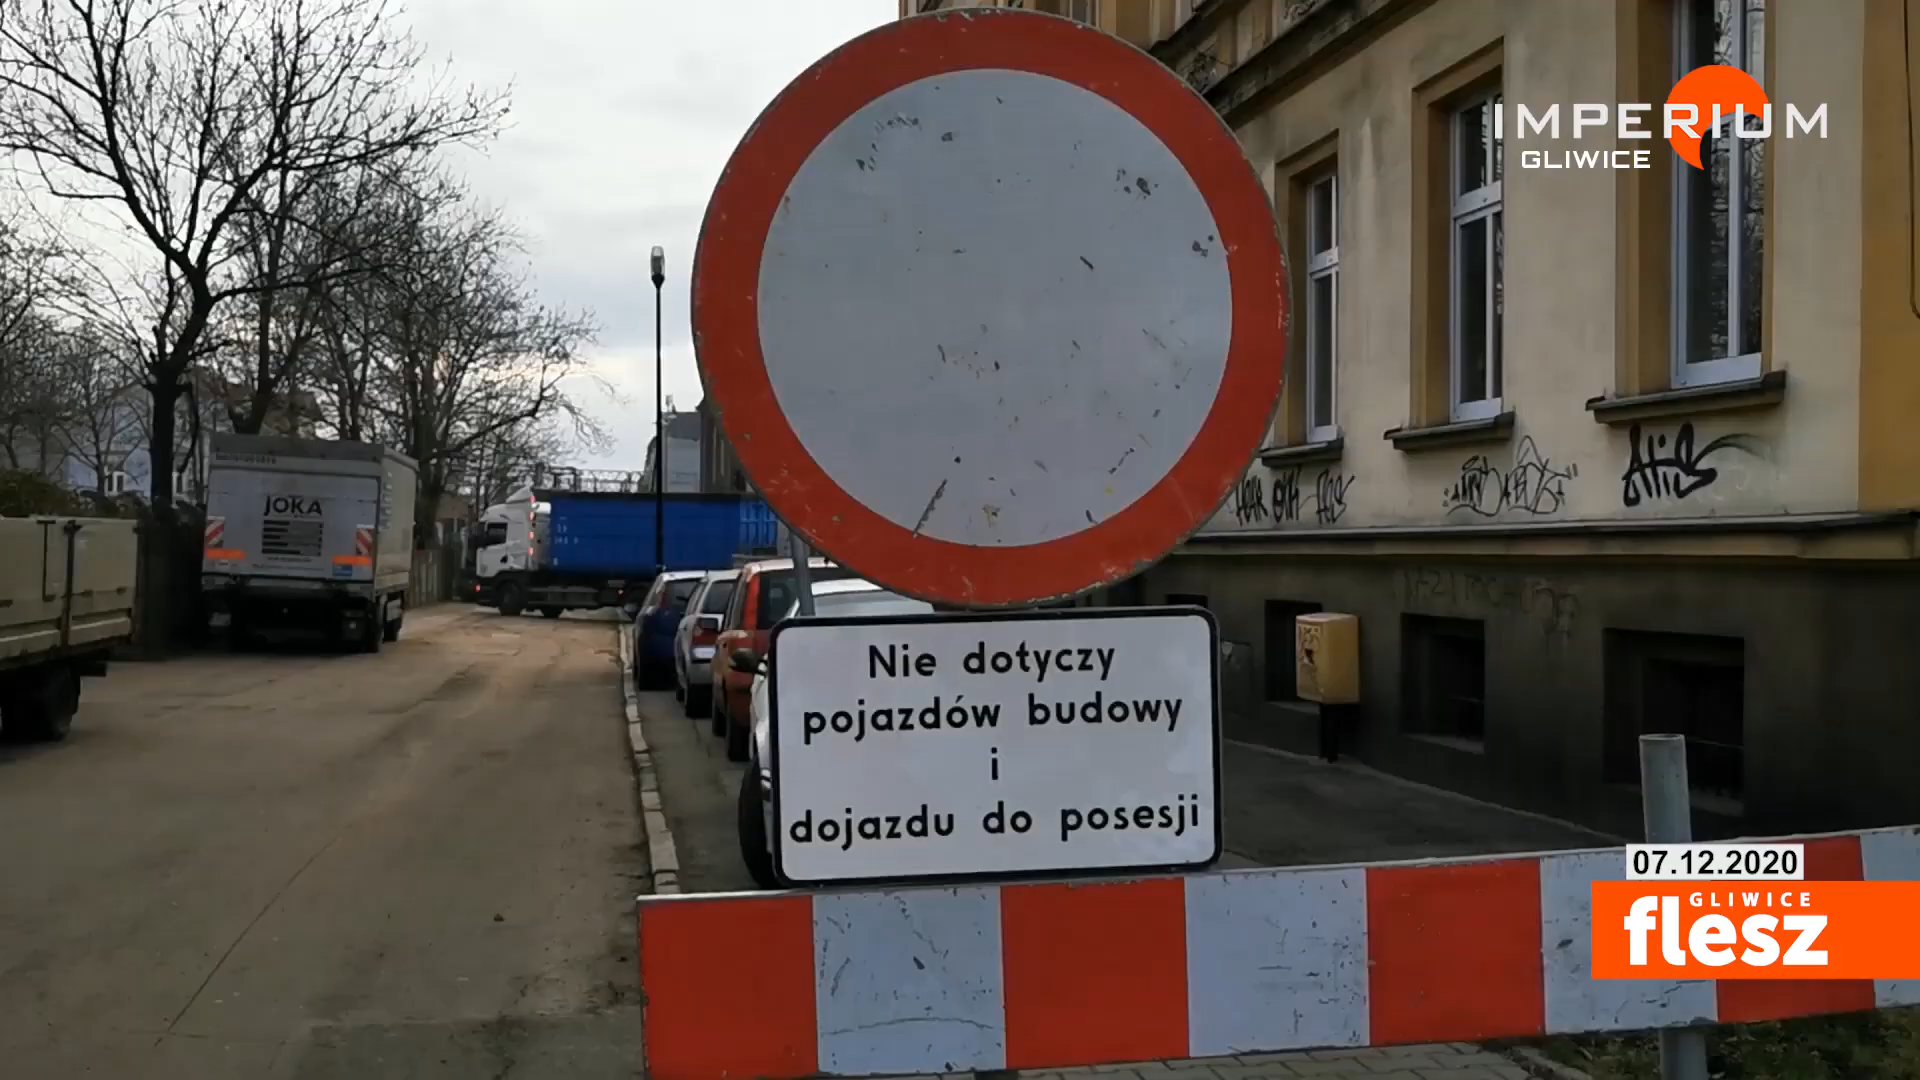 IMPERIUM
GLIWICE
JOKA
Nie dotyczy
pojazdów budowy
i
dojazdu do posesji
07.12.2020
GLIWICE
flesz